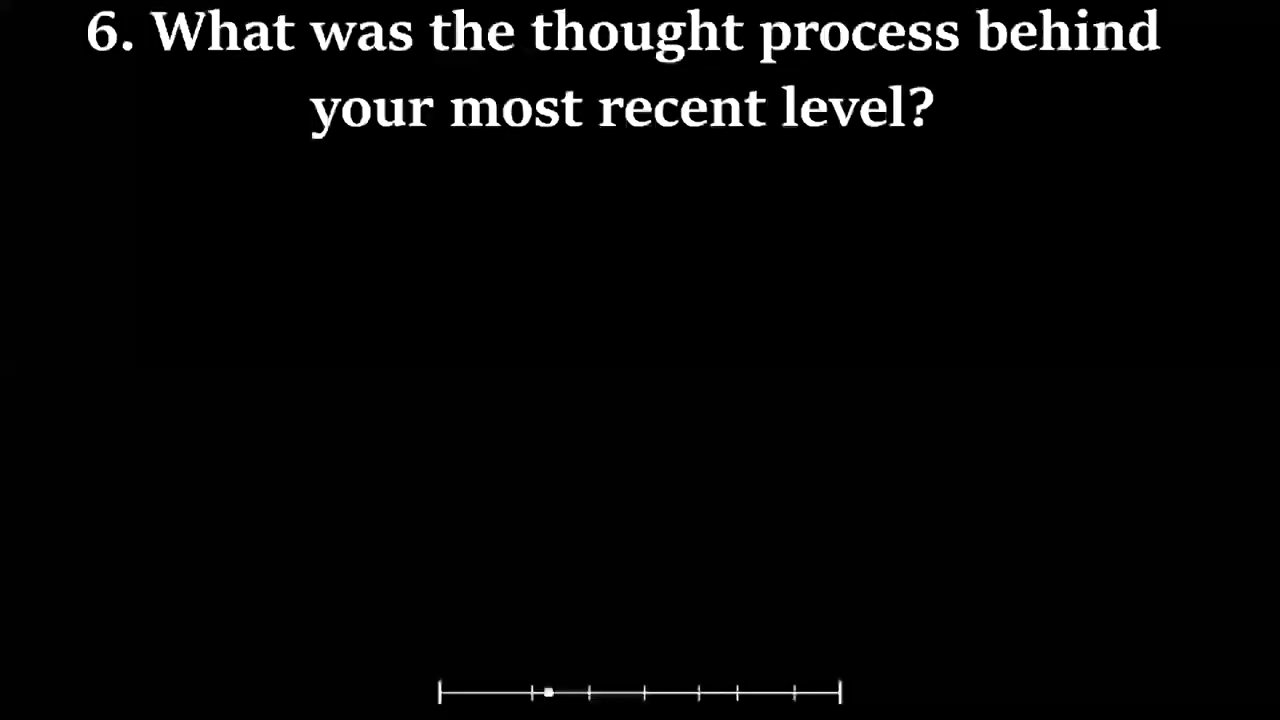 6. What was the thought process behind
your most recent level?